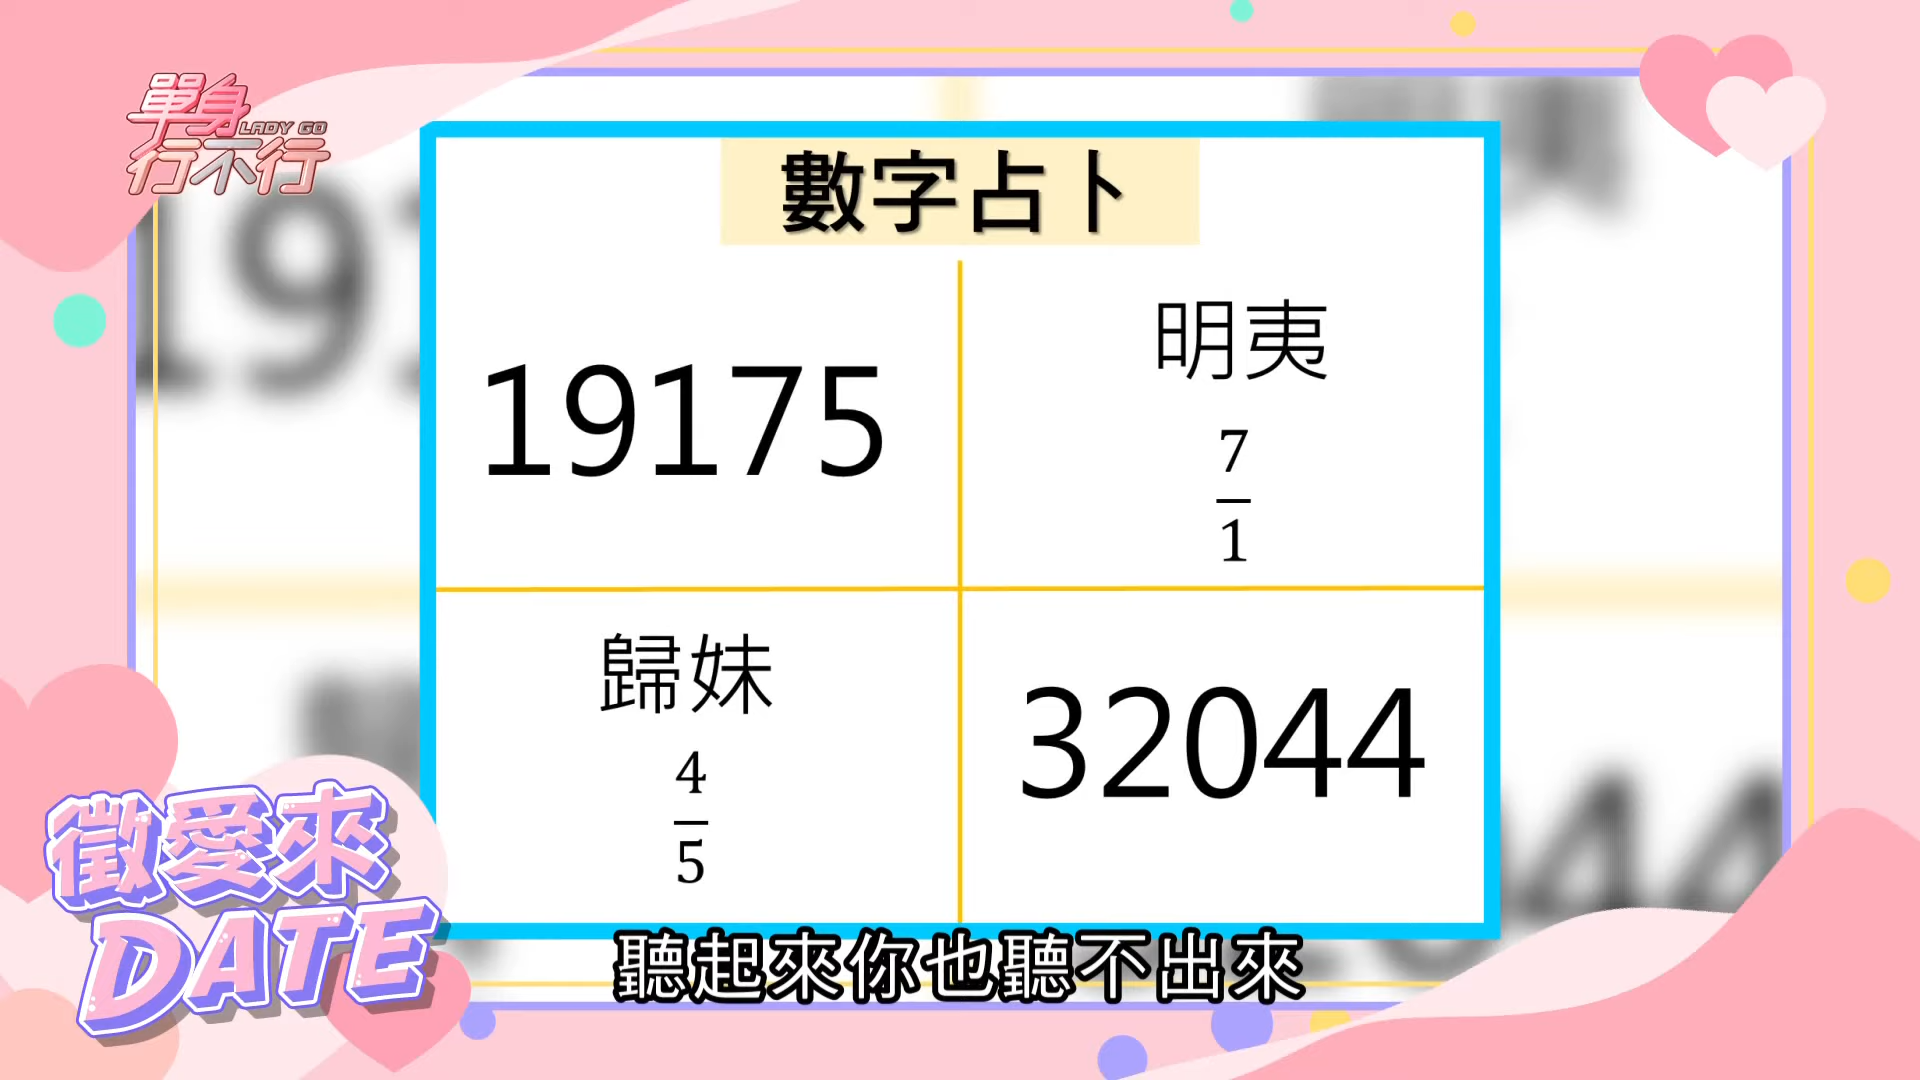 單身
LADY GO
行不行
數字占卜
19175
明夷
7
1
歸妹
4
5
32044
徵愛來
DATE
聽起來你也聽不出來